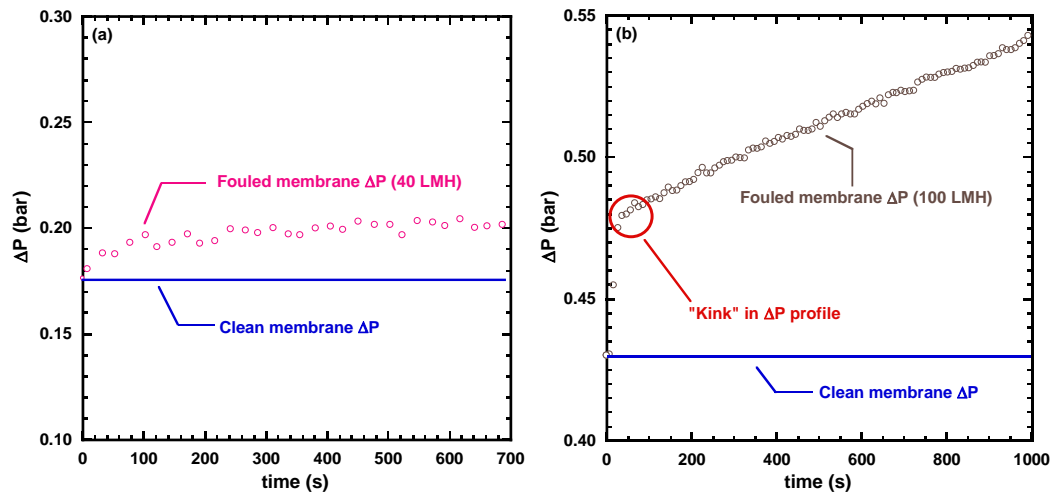 (a)
0.30
0.25
0.20
0.15
0.10
ΔP (bar)
Fouled membrane ΔP (40 LMH)
Clean membrane ΔP
0 100 200 300 400 500 600 700
time (s)
(b)
0.55
0.50
0.45
0.40
ΔP (bar)
Fouled membrane ΔP (100 LMH)
"Kink" in ΔP profile
Clean membrane ΔP
0 200 400 600 800 1000
time (s)